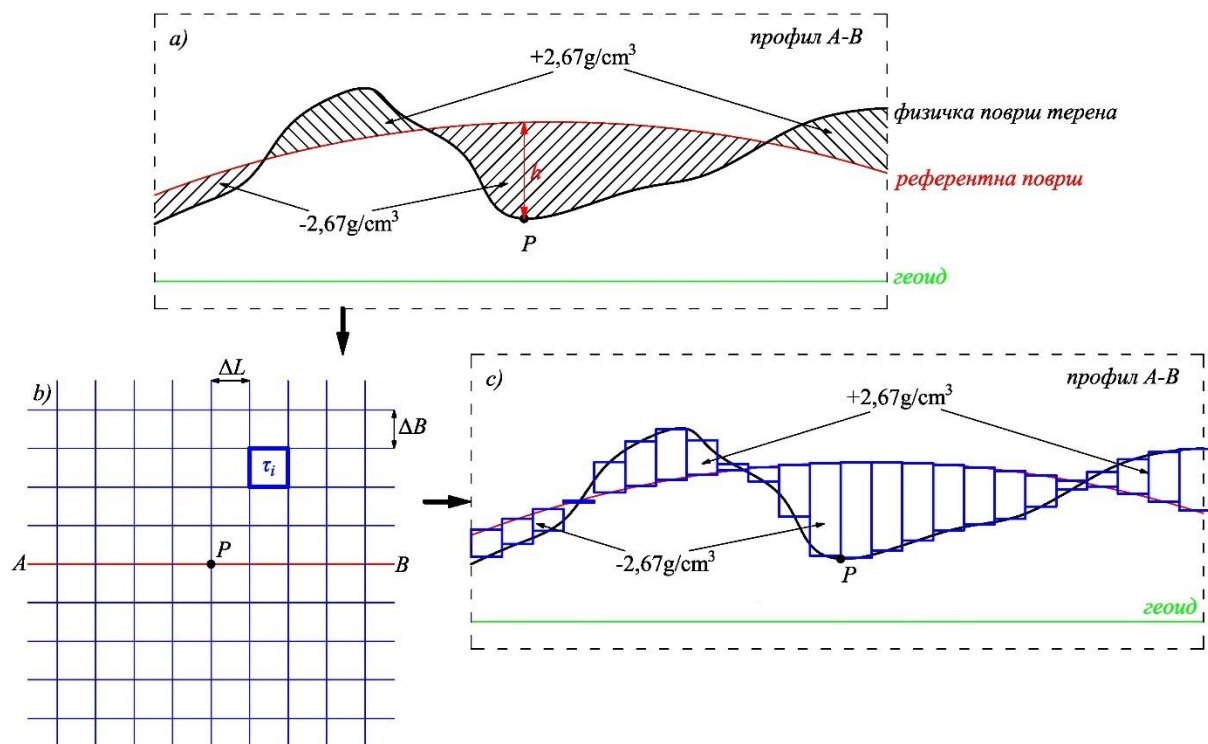 a)
профил A-B
+2,67g/cm³
физичка површ терена
h
референтна површ
-2,67g/cm³
P
геоид
ΔL
b)
ΔB
τi
A
P
B
c)
профил A-B
+2,67g/cm³
-2,67g/cm³
P
геоид